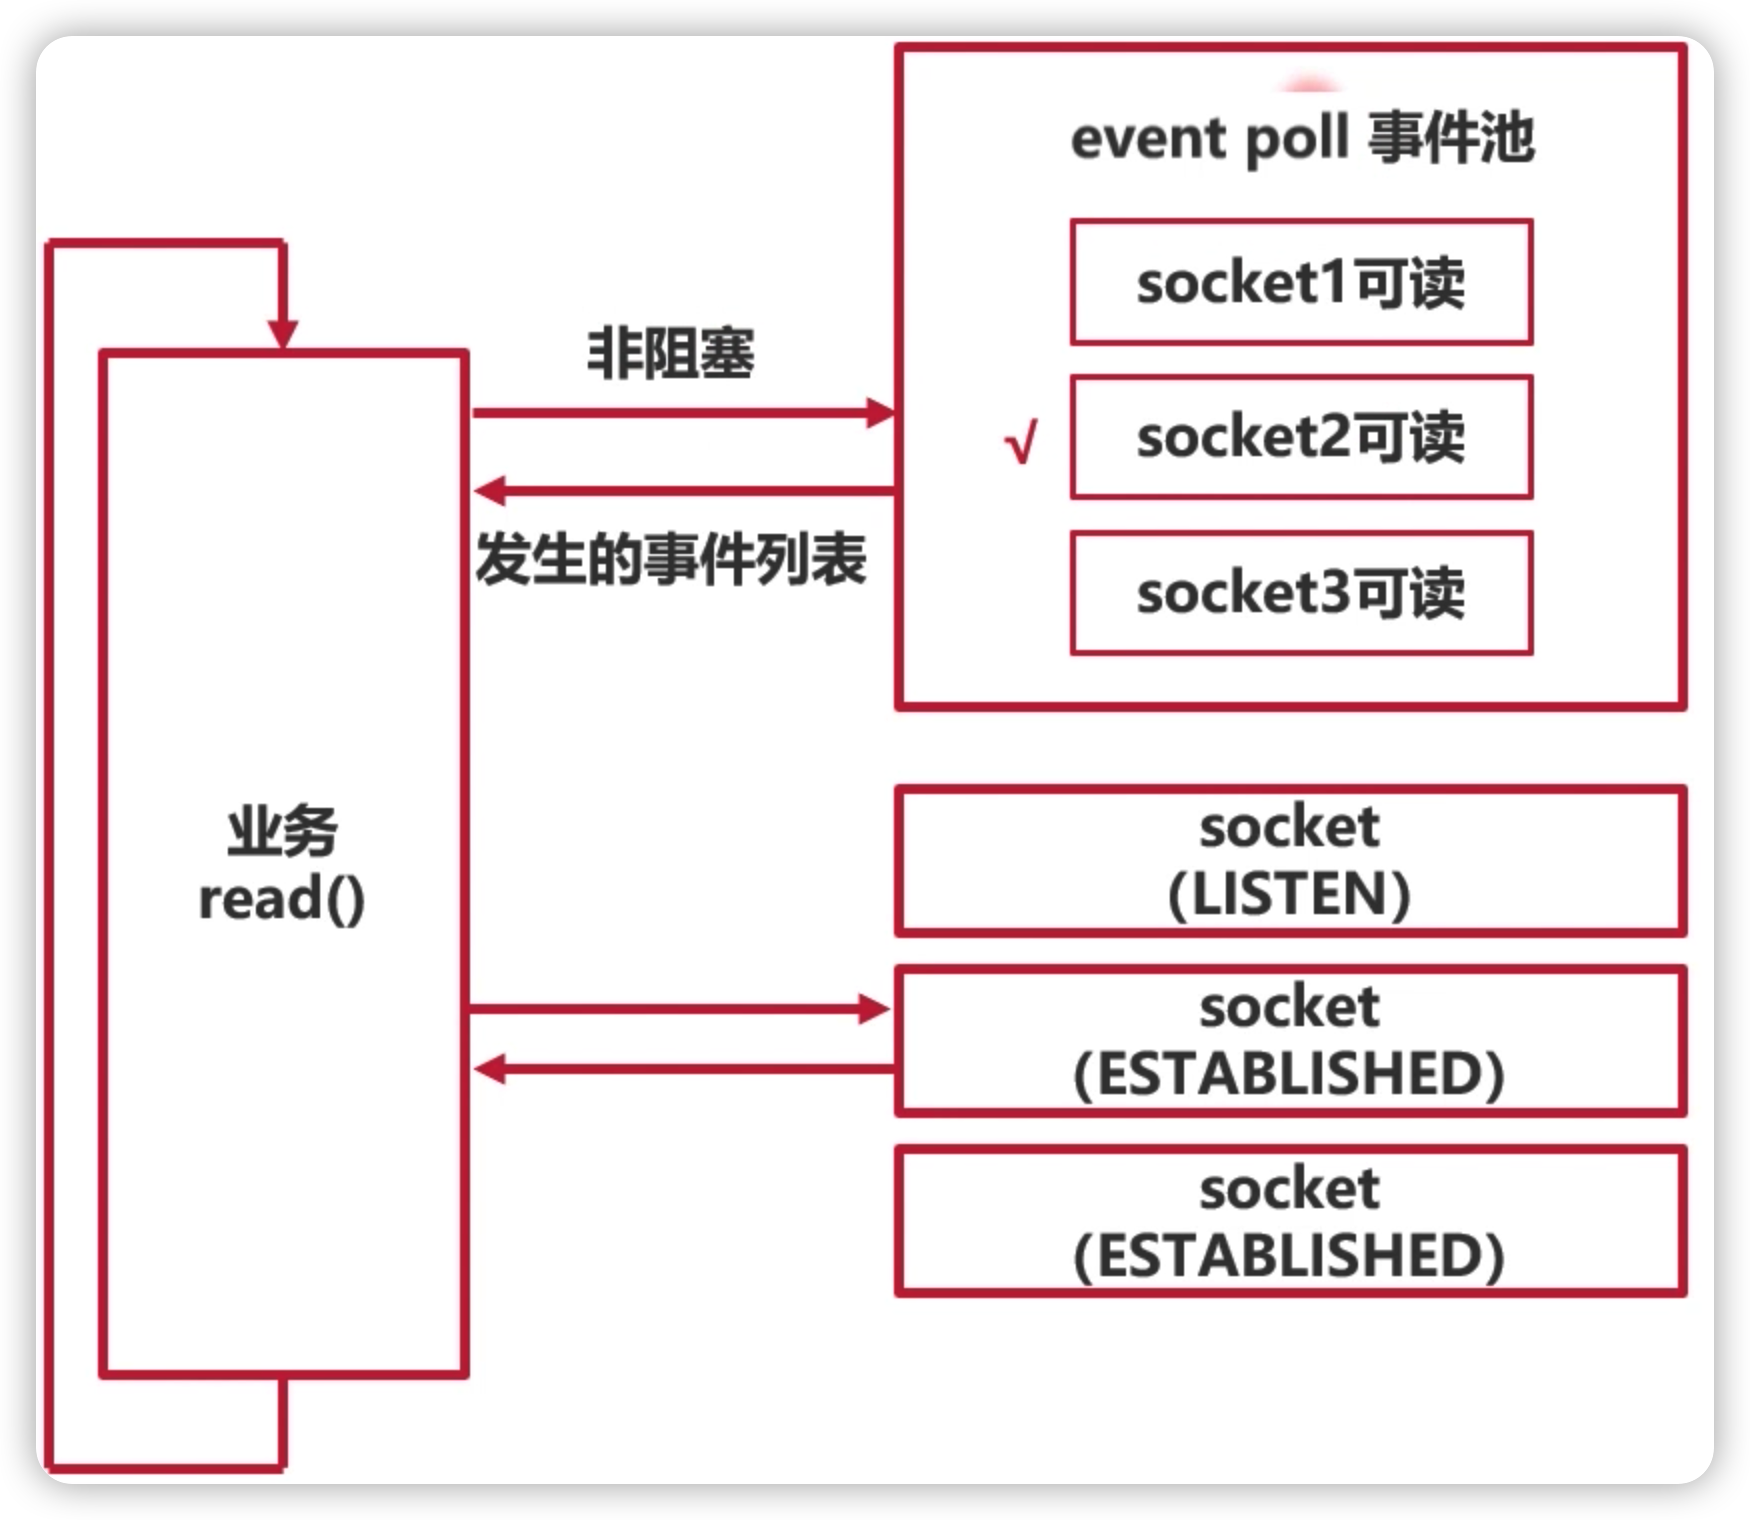 event poll 事件池
socket1可读
非阻塞
√
socket2可读
发生的事件列表
socket3可读
业务
read()
socket
(LISTEN)
socket
(ESTABLISHED)
socket
(ESTABLISHED)